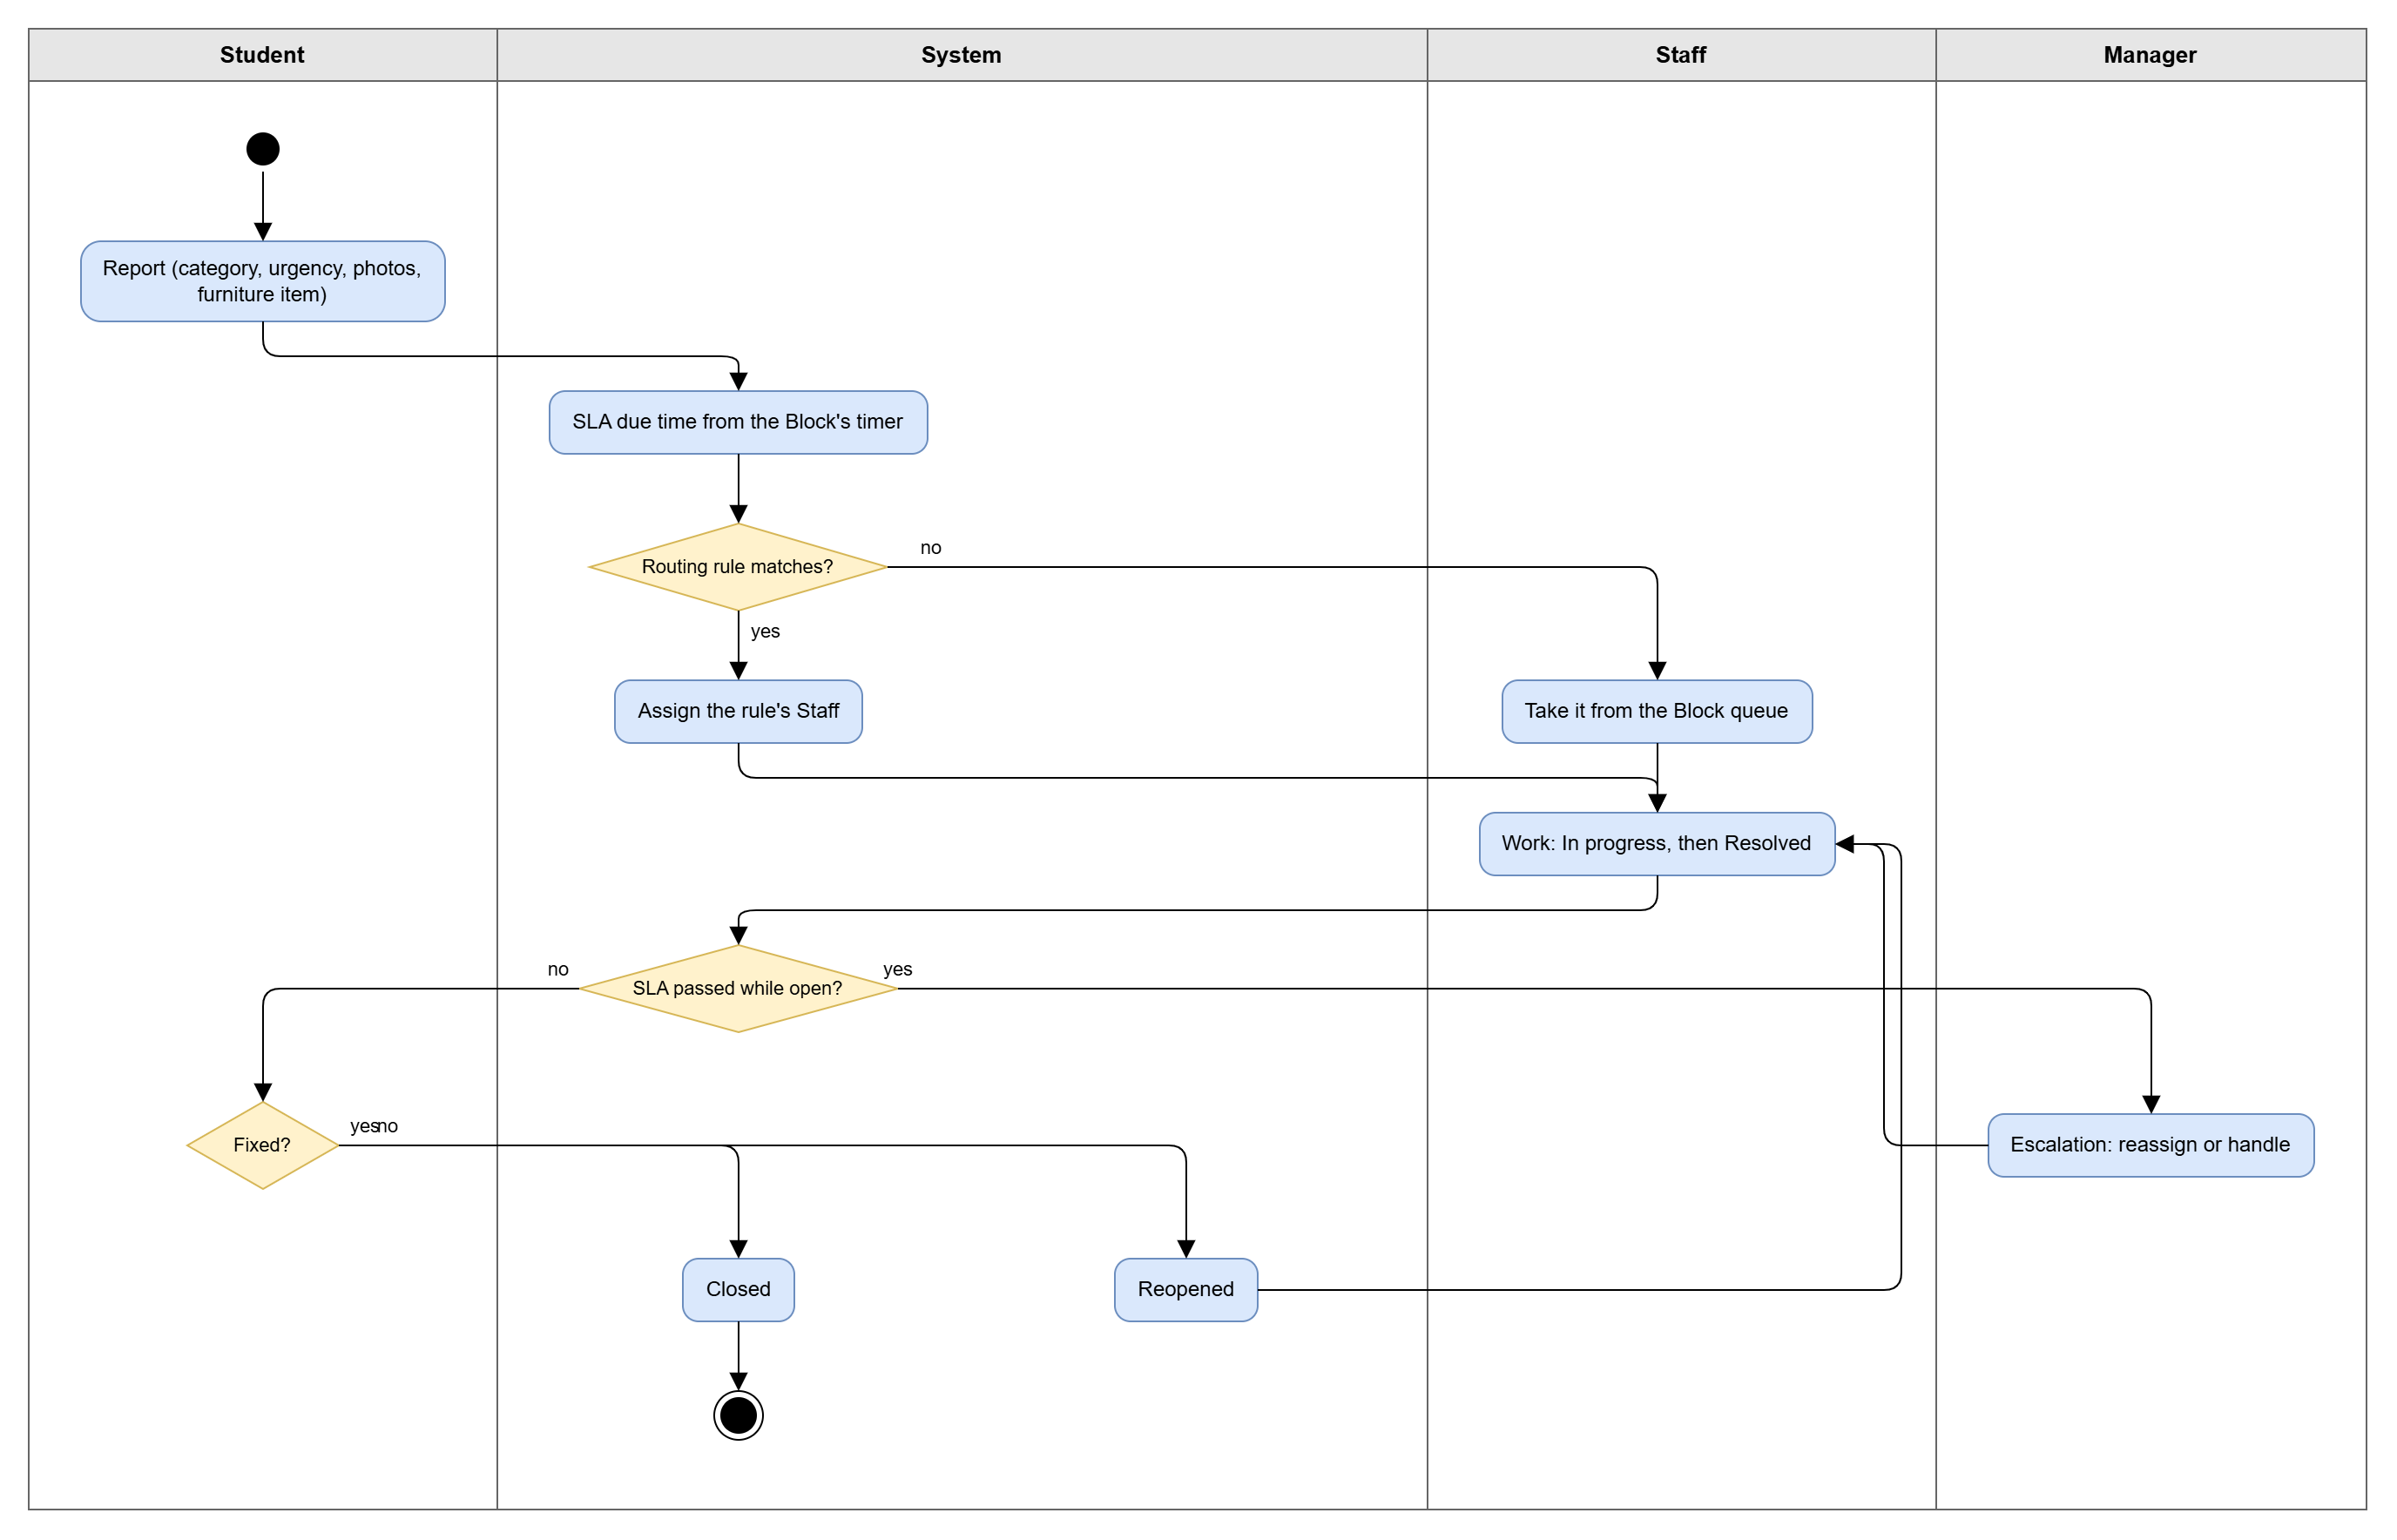 Student
System
Staff
Manager
Report (category, urgency, photos,
furniture item)
SLA due time from the Block's timer
Routing rule matches?
no
yes
Assign the rule's Staff
Take it from the Block queue
Work: In progress, then Resolved
no
SLA passed while open?
yes
Fixed?
yes
no
Escalation: reassign or handle
Closed
Reopened